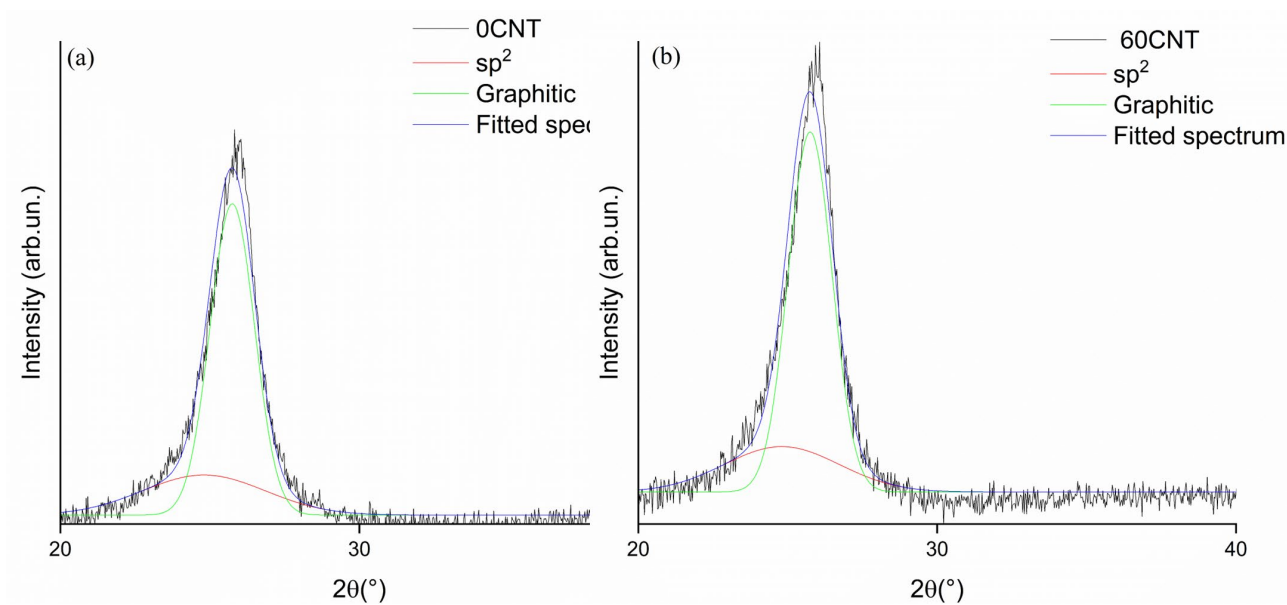 (a)
0CNT
sp²
Graphitic
Fitted spec
Intensity (arb.un.)
20
30
2θ(°)
(b)
60CNT
sp²
Graphitic
Fitted spectrum
Intensity (arb.un.)
20
30
40
2θ(°)